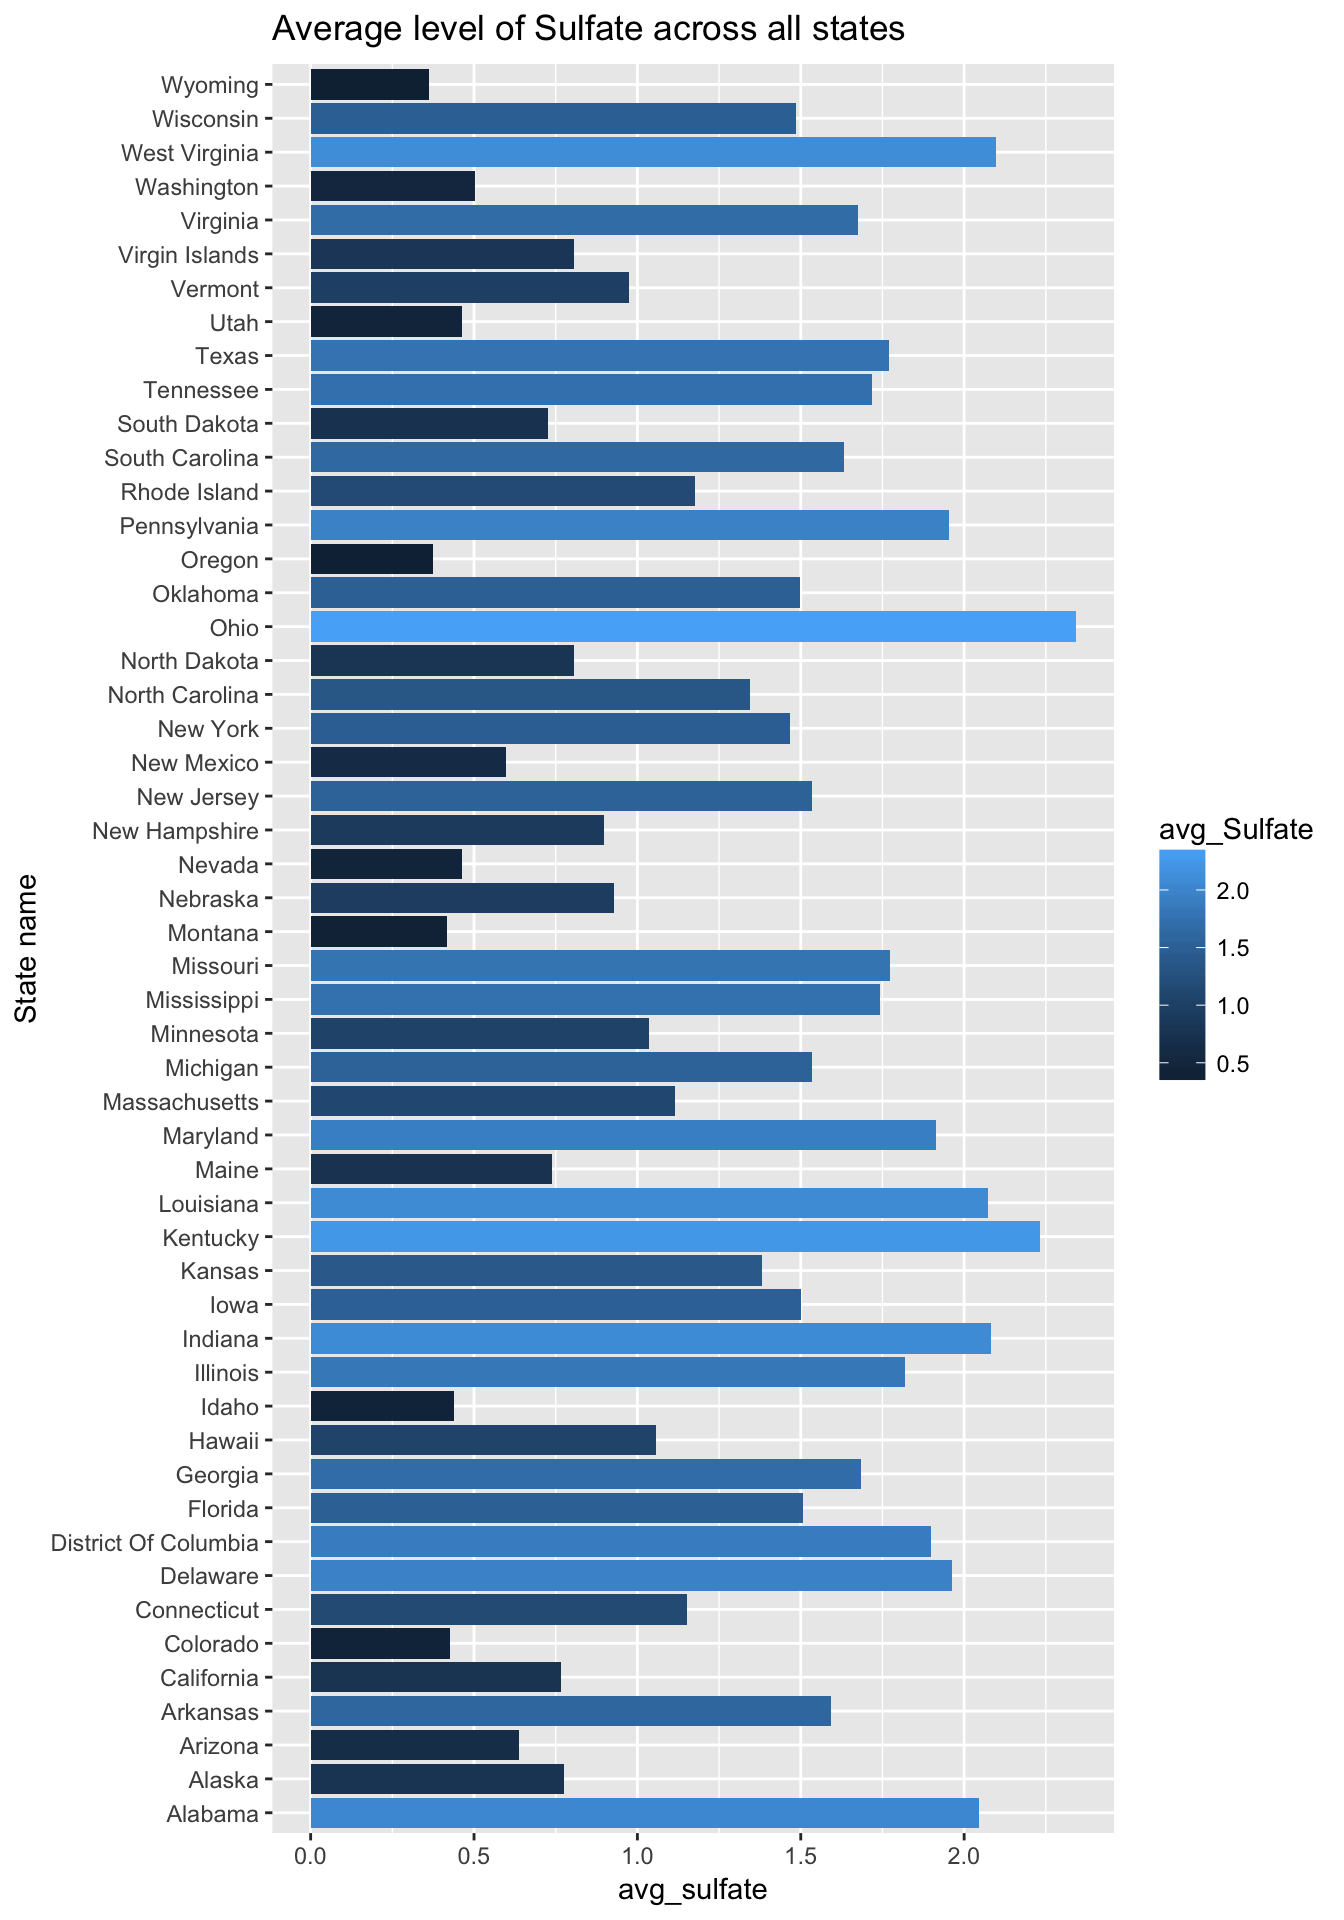 Average level of Sulfate across all states
Wyoming
Wisconsin
West Virginia
Washington
Virginia
Virgin Islands
Vermont
Utah
Texas
Tennessee
South Dakota
South Carolina
Rhode Island
Pennsylvania
Oregon
Oklahoma
Ohio
North Dakota
North Carolina
New York
New Mexico
New Jersey
New Hampshire
Nevada
Nebraska
Montana
Missouri
Mississippi
Minnesota
Michigan
Massachusetts
Maryland
Maine
Louisiana
Kentucky
Kansas
Iowa
Indiana
Illinois
Idaho
Hawaii
Georgia
Florida
District Of Columbia
Delaware
Connecticut
Colorado
California
Arkansas
Arizona
Alaska
Alabama
State name
0.0 0.5 1.0 1.5 2.0
avg_sulfate
avg_Sulfate
2.0
1.5
1.0
0.5